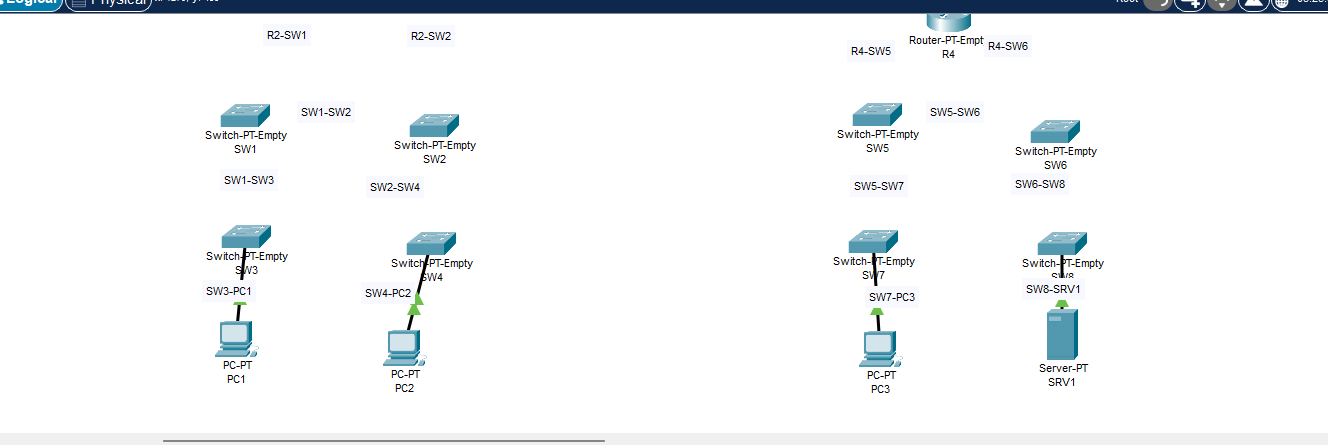 Logical
Physical
Root
R2-SW1
R2-SW2
Router-PT-Empt
R4
R4-SW5
R4-SW6
SW1-SW2
SW5-SW6
Switch-PT-Empty
SW1
Switch-PT-Empty
SW2
Switch-PT-Empty
SW5
Switch-PT-Empty
SW6
SW1-SW3
SW2-SW4
SW5-SW7
SW6-SW8
Switch-PT-Empty
SW3
Switch-PT-Empty
SW4
Switch-PT-Empty
SW7
Switch-PT-Empty
SW8
SW3-PC1
SW4-PC2
SW7-PC3
SW8-SRV1
PC-PT
PC1
PC-PT
PC2
PC-PT
PC3
Server-PT
SRV1